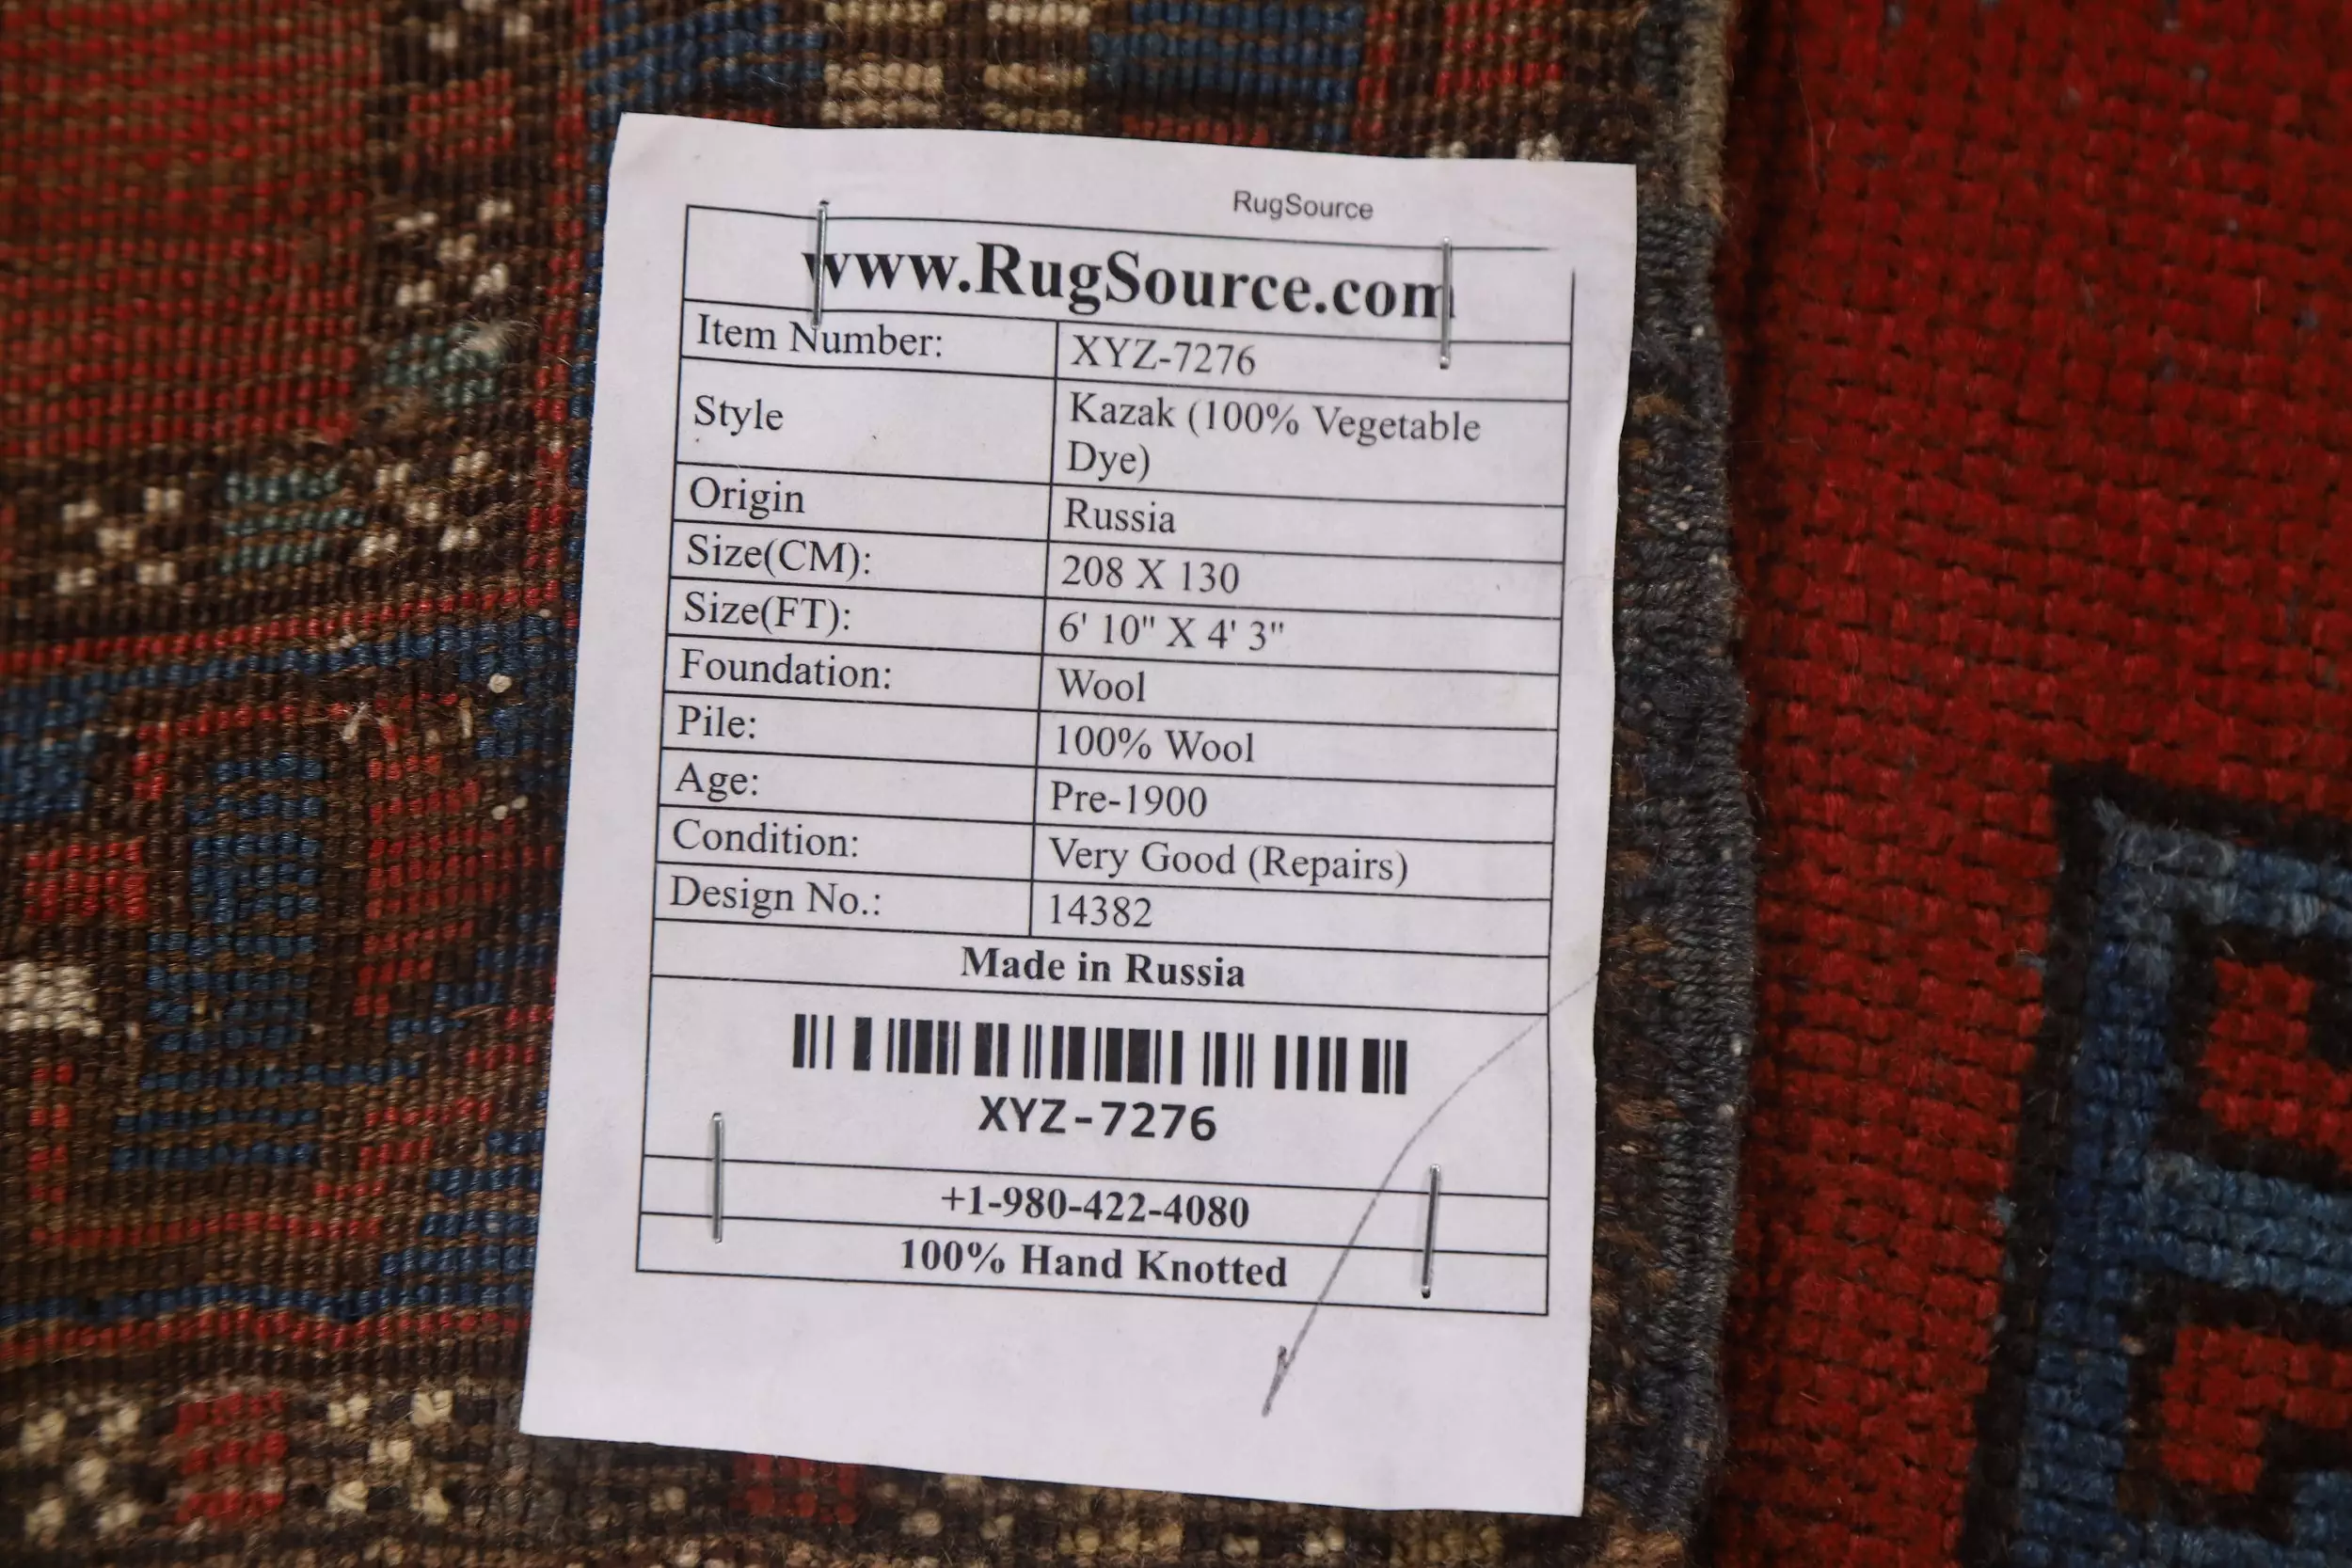 RugSource
www.RugSource.com
Item Number: XYZ-7276
Style Kazak (100% Vegetable
Dye)
Origin Russia
Size(CM): 208 X 130
Size(FT): 6' 10" X 4' 3"
Foundation: Wool
Pile: 100% Wool
Age: Pre-1900
Condition: Very Good (Repairs)
Design No.: 14382
Made in Russia
XYZ-7276
+1-980-422-4080
100% Hand Knotted